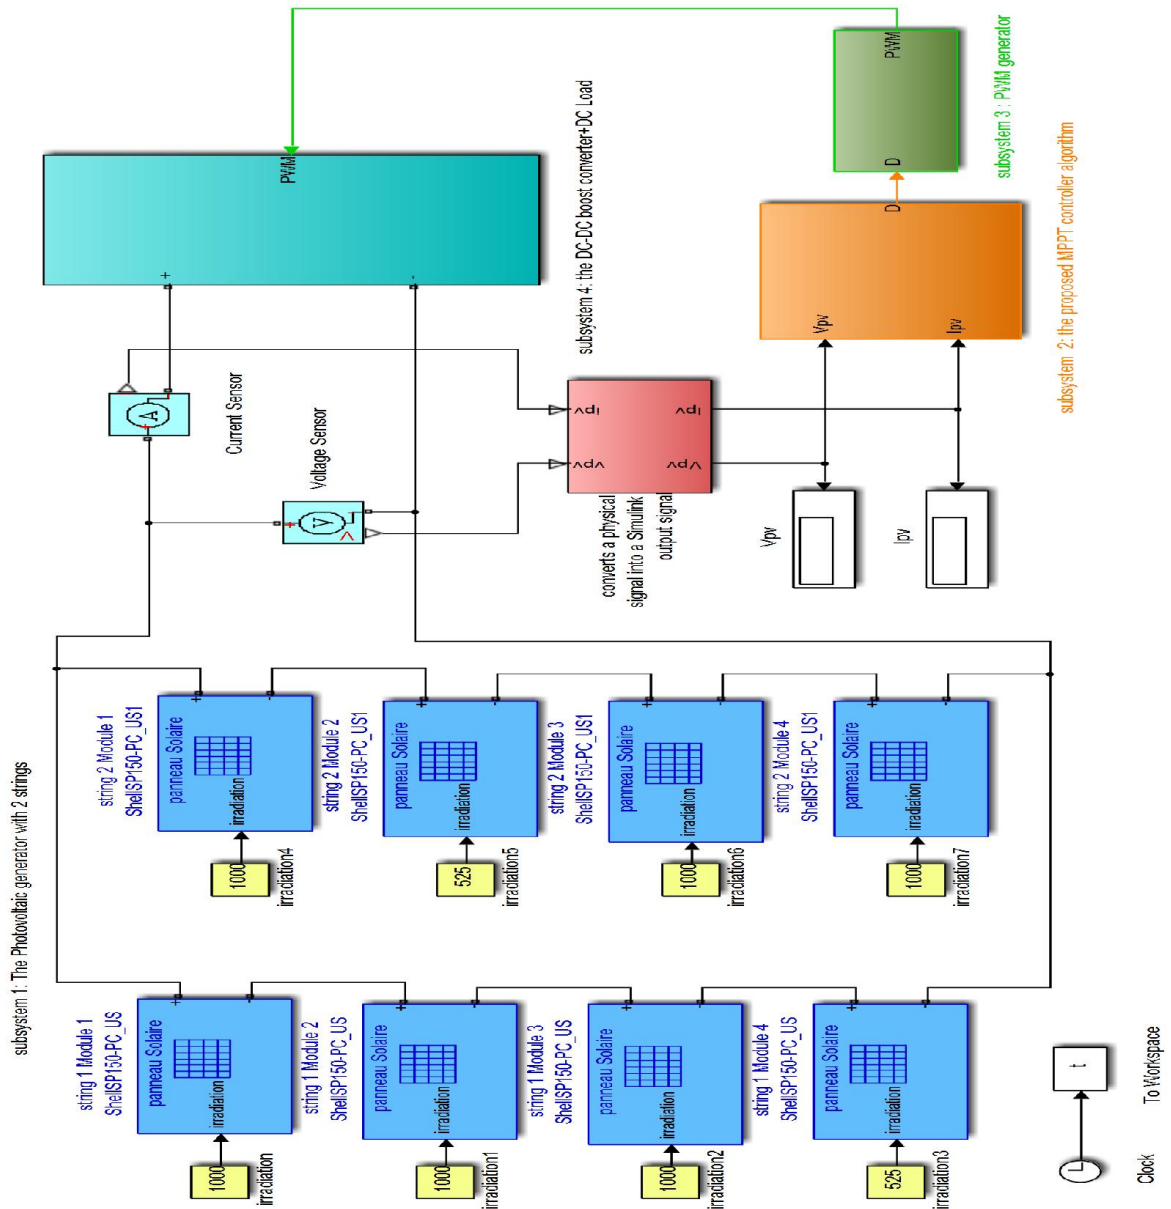 subsystem 1: The Photovoltaic generator with 2 strings
string 1 Module 1
ShellSP150-PC_US
panneau Solaire
irradiation
+
-
1000
irradiation
string 1 Module 2
ShellSP150-PC_US
panneau Solaire
irradiation
+
-
1000
irradiation1
string 1 Module 3
ShellSP150-PC_US
panneau Solaire
irradiation
+
-
1000
irradiation2
string 1 Module 4
ShellSP150-PC_US
panneau Solaire
irradiation
+
-
525
irradiation3
string 2 Module 1
ShellSP150-PC_US1
panneau Solaire
irradiation
+
-
1000
irradiation4
string 2 Module 2
ShellSP150-PC_US1
panneau Solaire
irradiation
+
-
525
irradiation5
string 2 Module 3
ShellSP150-PC_US1
panneau Solaire
irradiation
+
-
1000
irradiation6
string 2 Module 4
ShellSP150-PC_US1
panneau Solaire
irradiation
+
-
1000
irradiation7
+
A
-
Current Sensor
+
V
-
V
Voltage Sensor
+
-
PWM
subsystem 4: the DC-DC boost converter+DC Load
Vpv
Ipv
Vpv
Ipv
converts a physical
signal into a Simulink
output signal
Vpv
Ipv
Vpv
Ipv
D
subsystem 2: the proposed MPPT controller algorithm
D
PWM
subsystem 3 : PWM generator
Clock
t
To Workspace